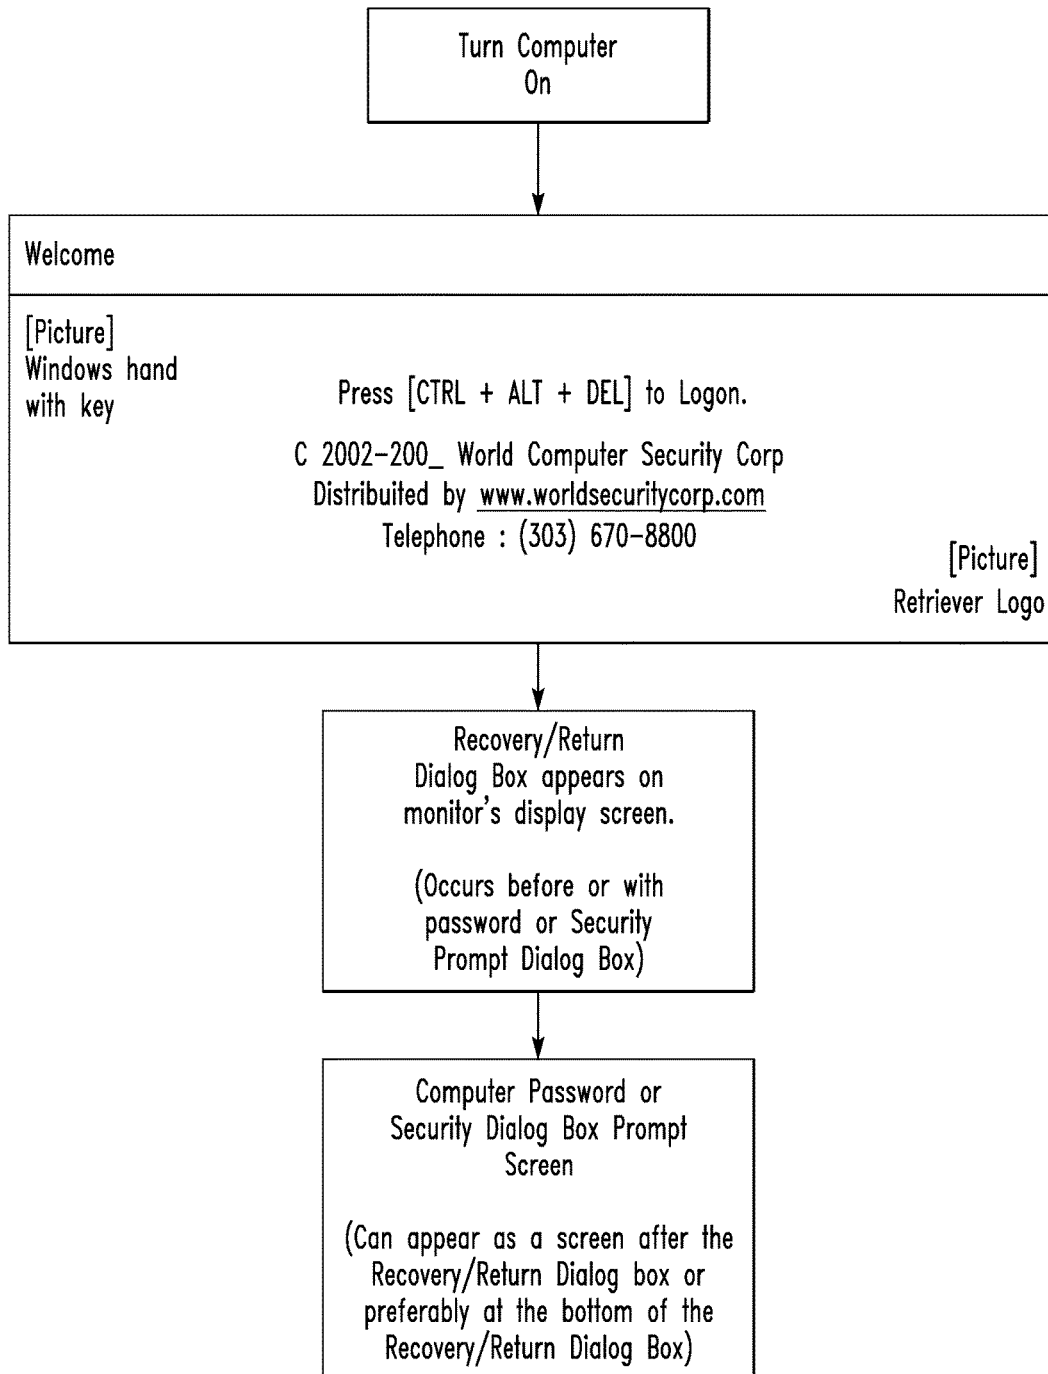 Turn Computer
On
Welcome
[Picture]
Windows hand
with key
Press [CTRL + ALT + DEL] to Logon.
C 2002-200_ World Computer Security Corp
Distribuited by www.worldsecuritycorp.com
Telephone : (303) 670-8800
[Picture]
Retriever Logo
Recovery/Return
Dialog Box appears on
monitor's display screen.
(Occurs before or with
password or Security
Prompt Dialog Box)
Computer Password or
Security Dialog Box Prompt
Screen
(Can appear as a screen after the
Recovery/Return Dialog box or
preferably at the bottom of the
Recovery/Return Dialog Box)